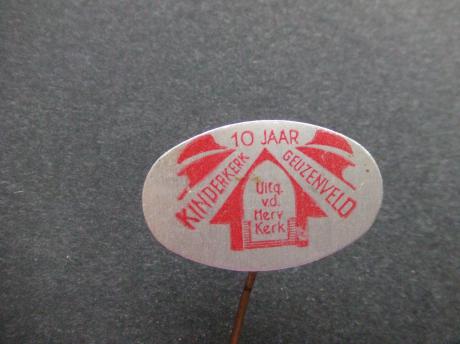 10 JAAR
KINDERKERK
GEUZENVELD
Uitg.
v.d.
Herv
Kerk